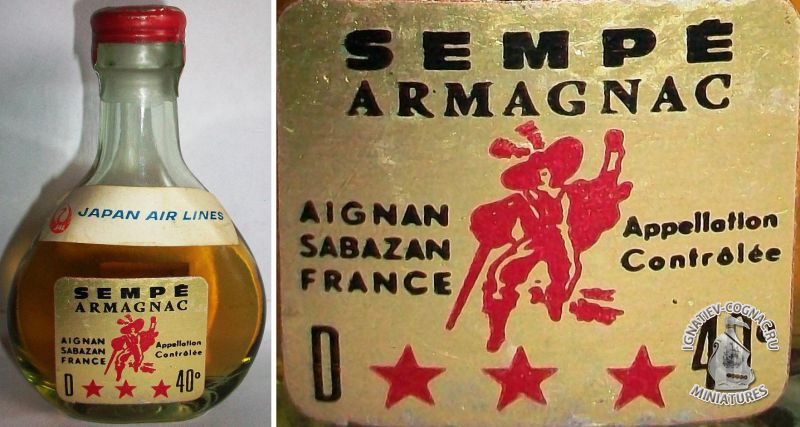 JAPAN AIR LINES
SEMPÉ
ARMAGNAC
AIGNAN
SABAZAN
FRANCE
Appellation
Contrôlée
D
40°
SEMPÉ
ARMAGNAC
AIGNAN
SABAZAN
FRANCE
Appellation
Contrôlée
D
40°
IGNATIEV-COGNAC.RU
MINIATURES